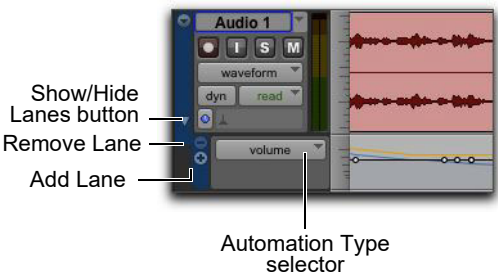 Audio 1
I S M
waveform
dyn read
Show/Hide
Lanes button
Remove Lane
Add Lane
volume
Automation Type
selector